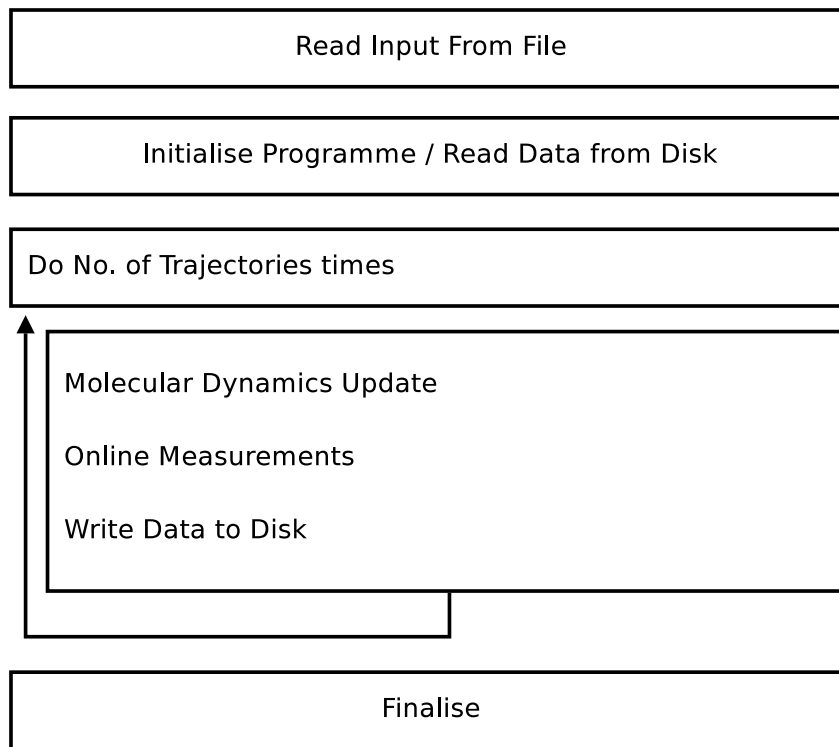 Read Input From File
Initialise Programme / Read Data from Disk
Do No. of Trajectories times
Molecular Dynamics Update
Online Measurements
Write Data to Disk
Finalise